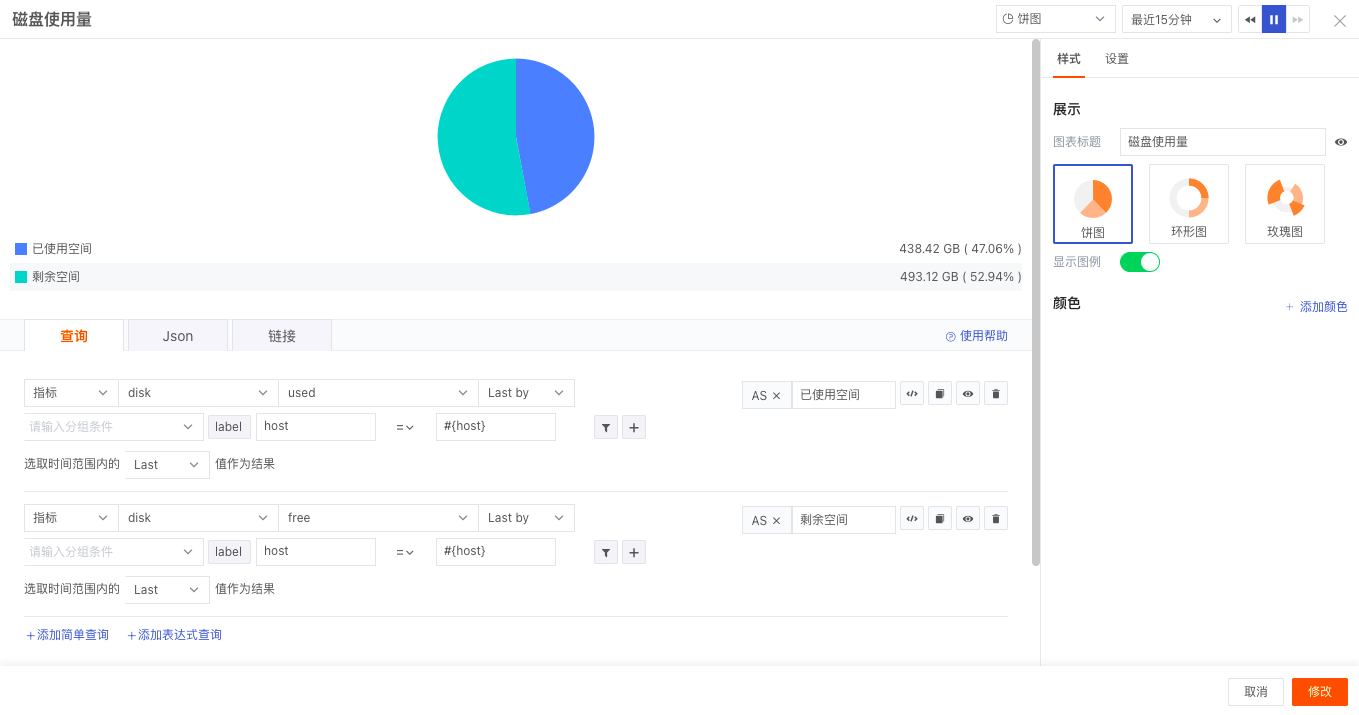 磁盘使用量
饼图
最近15分钟
已使用空间 438.42 GB ( 47.06% )
剩余空间 493.12 GB ( 52.94% )
查询 Json 链接 使用帮助
指标 disk used Last by AS × 已使用空间
请输入分组条件 label host = #{host}
选取时间范围内的 Last 值作为结果
指标 disk free Last by AS × 剩余空间
请输入分组条件 label host = #{host}
选取时间范围内的 Last 值作为结果
+添加简单查询 +添加表达式查询
样式 设置
展示
图表标题 磁盘使用量
饼图 环形图 玫瑰图
显示图例
颜色 + 添加颜色
取消 修改